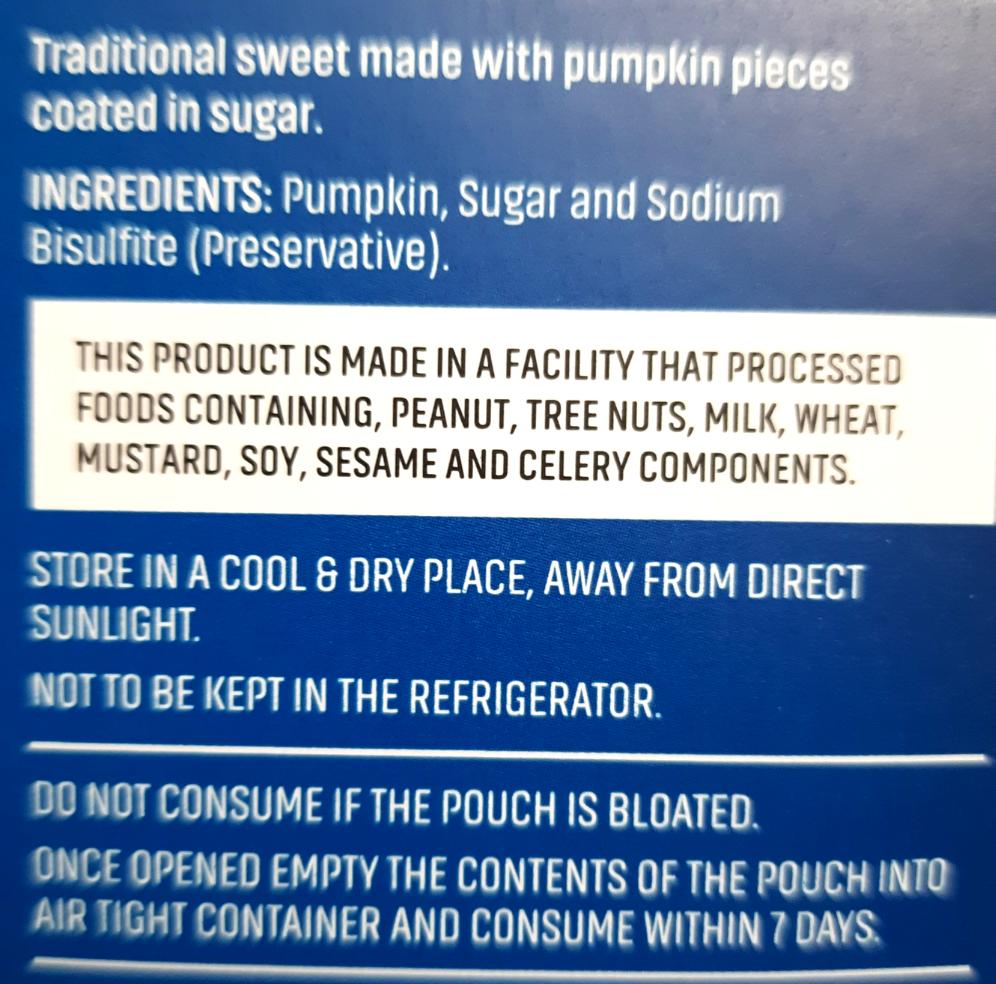 Traditional sweet made with pumpkin pieces
coated in sugar.
INGREDIENTS: Pumpkin, Sugar and Sodium
Bisulfite (Preservative).
THIS PRODUCT IS MADE IN A FACILITY THAT PROCESSED
FOODS CONTAINING, PEANUT, TREE NUTS, MILK, WHEAT,
MUSTARD, SOY, SESAME AND CELERY COMPONENTS.
STORE IN A COOL & DRY PLACE, AWAY FROM DIRECT
SUNLIGHT.
NOT TO BE KEPT IN THE REFRIGERATOR.
DO NOT CONSUME IF THE POUCH IS BLOATED.
ONCE OPENED EMPTY THE CONTENTS OF THE POUCH INTO
AIR TIGHT CONTAINER AND CONSUME WITHIN 7 DAYS.